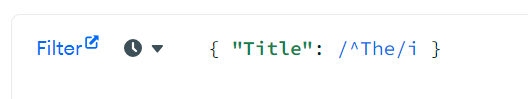 Filter { "Title": /^The/i }